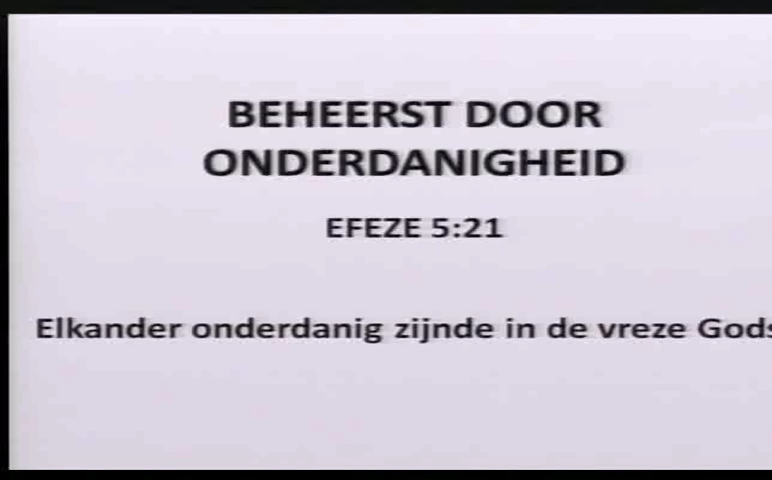 BEHEERST DOOR
ONDERDANIGHEID
EFEZE 5:21
Elkander onderdanig zijnde in de vreze Gods